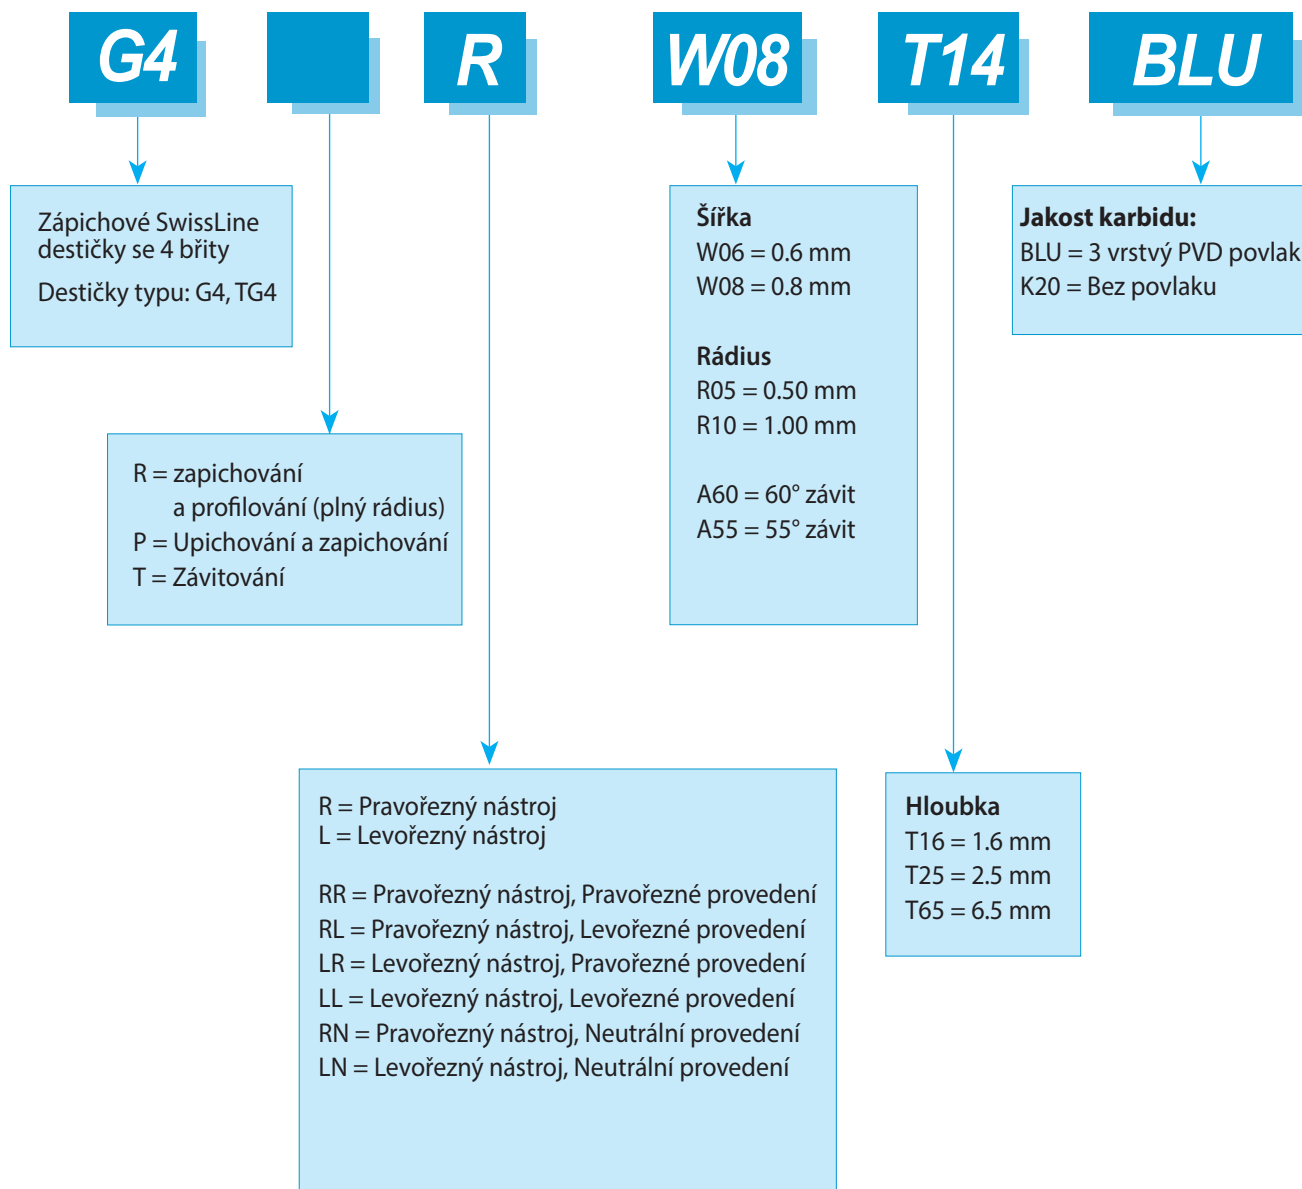 G4 R W08 T14 BLU
Zápichové SwissLine
destičky se 4 břity
Destičky typu: G4, TG4
R = zapichování
a profilování (plný rádius)
P = Upichování a zapichování
T = Závitování
R = Pravořezný nástroj
L = Levořezný nástroj
RR = Pravořezný nástroj, Pravořezné provedení
RL = Pravořezný nástroj, Levořezné provedení
LR = Levořezný nástroj, Pravořezné provedení
LL = Levořezný nástroj, Levořezné provedení
RN = Pravořezný nástroj, Neutrální provedení
LN = Levořezný nástroj, Neutrální provedení
Šířka
W06 = 0.6 mm
W08 = 0.8 mm
Rádius
R05 = 0.50 mm
R10 = 1.00 mm
A60 = 60° závit
A55 = 55° závit
Hloubka
T16 = 1.6 mm
T25 = 2.5 mm
T65 = 6.5 mm
Jakost karbidu:
BLU = 3 vrstvý PVD povlak
K20 = Bez povlaku